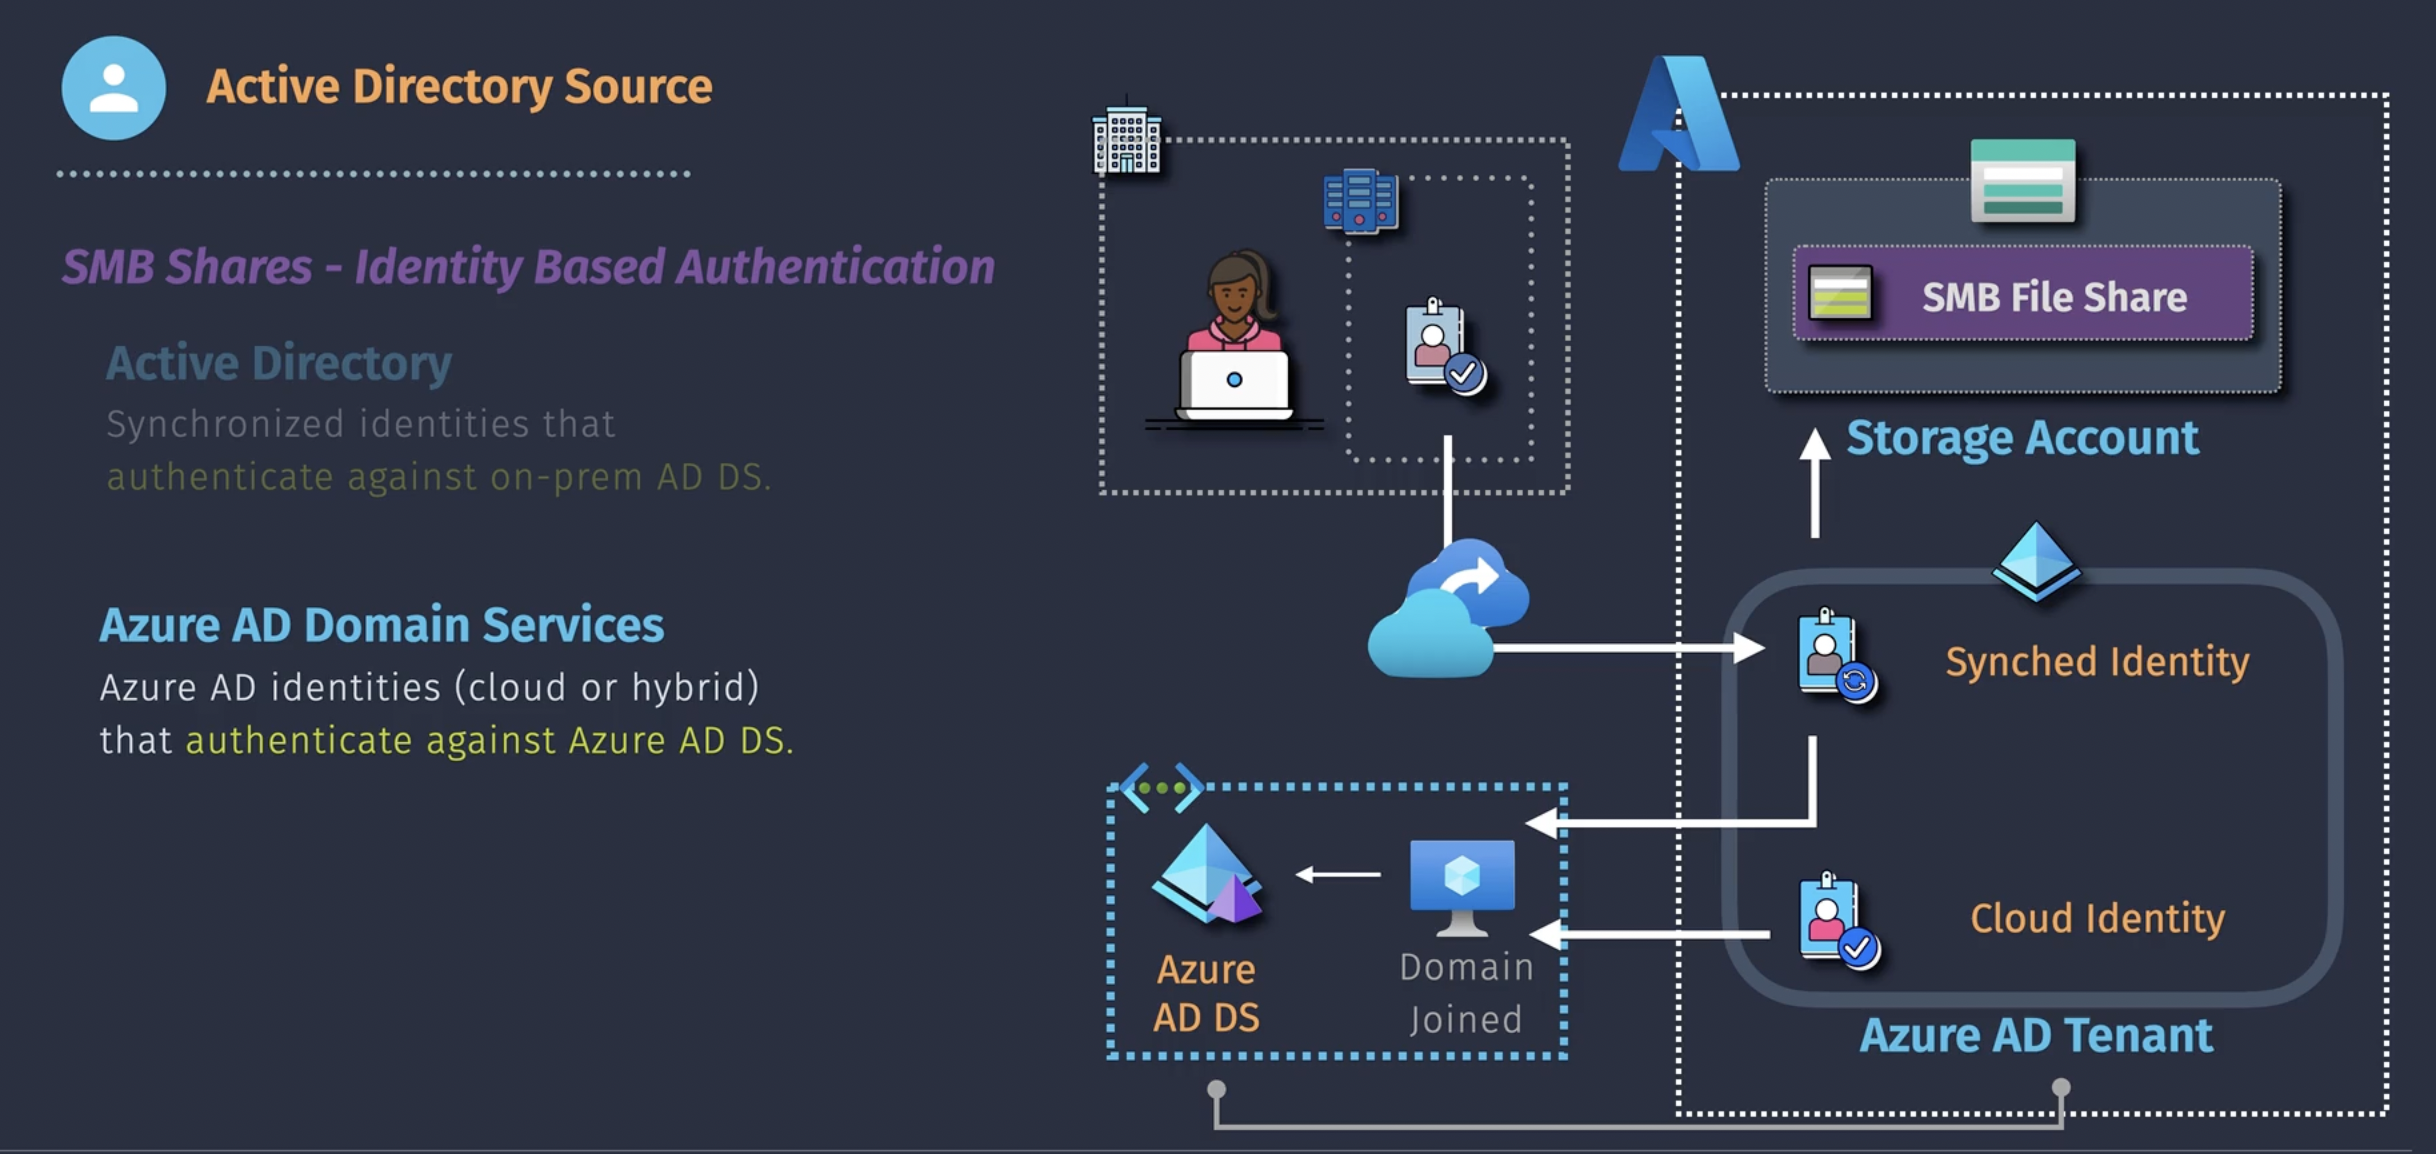 Active Directory Source
SMB Shares - Identity Based Authentication
Active Directory
Synchronized identities that
authenticate against on-prem AD DS.
Azure AD Domain Services
Azure AD identities (cloud or hybrid)
that authenticate against Azure AD DS.
SMB File Share
Storage Account
Synched Identity
Cloud Identity
Azure AD Tenant
Azure
AD DS
Domain
Joined